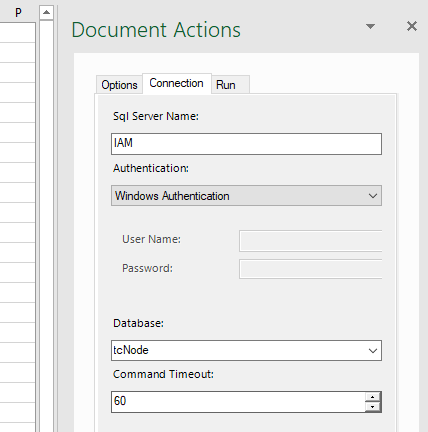 P
Document Actions
Options Connection Run
Sql Server Name:
IAM
Authentication:
Windows Authentication
User Name:
Password:
Database:
tcNode
Command Timeout:
60